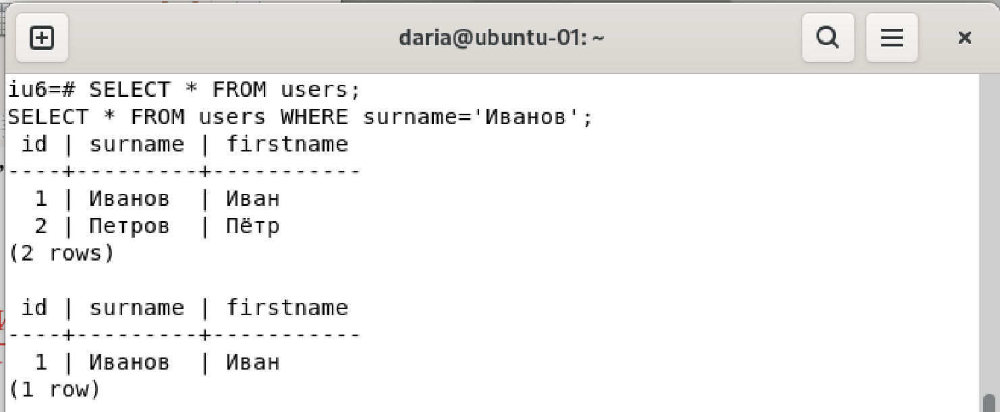 daria@ubuntu-01: ~
iu6=# SELECT * FROM users;
SELECT * FROM users WHERE surname='Иванов';
 id | surname | firstname
----+---------+-----------
  1 | Иванов  | Иван
  2 | Петров  | Пётр
(2 rows)

 id | surname | firstname
----+---------+-----------
  1 | Иванов  | Иван
(1 row)